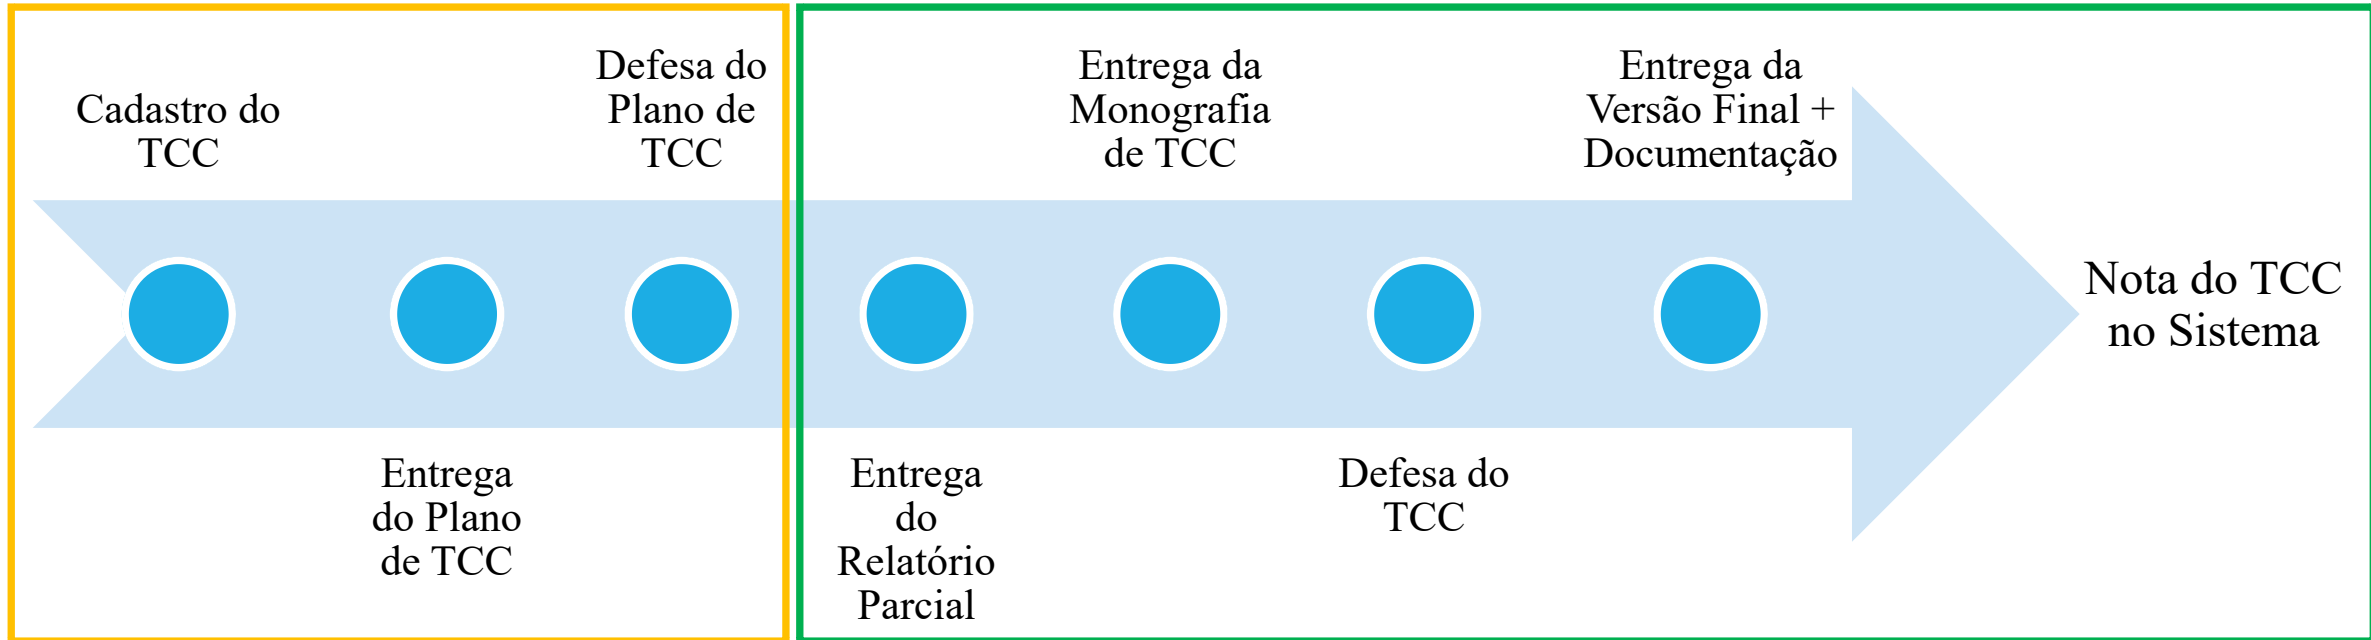 Cadastro do
TCC
Entrega
do Plano
de TCC
Defesa do
Plano de
TCC
Entrega
do
Relatório
Parcial
Entrega da
Monografia
de TCC
Defesa do
TCC
Entrega da
Versão Final +
Documentação
Nota do TCC
no Sistema